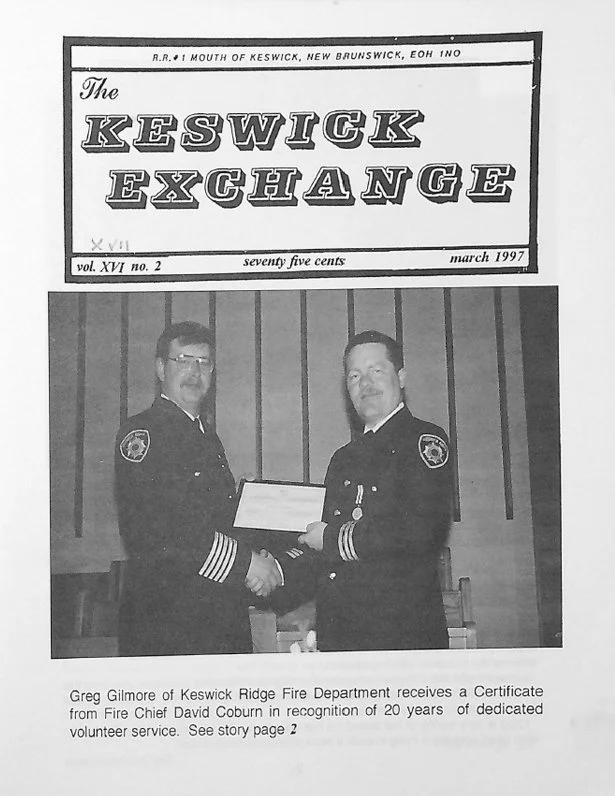 R.R.#1 MOUTH OF KESWICK, NEW BRUNSWICK, EOH 1NO
The
KESWICK
EXCHANGE
XVII
vol. XVI no. 2 seventy five cents march 1997
Greg Gilmore of Keswick Ridge Fire Department receives a Certificate
from Fire Chief David Coburn in recognition of 20 years of dedicated
volunteer service. See story page 2